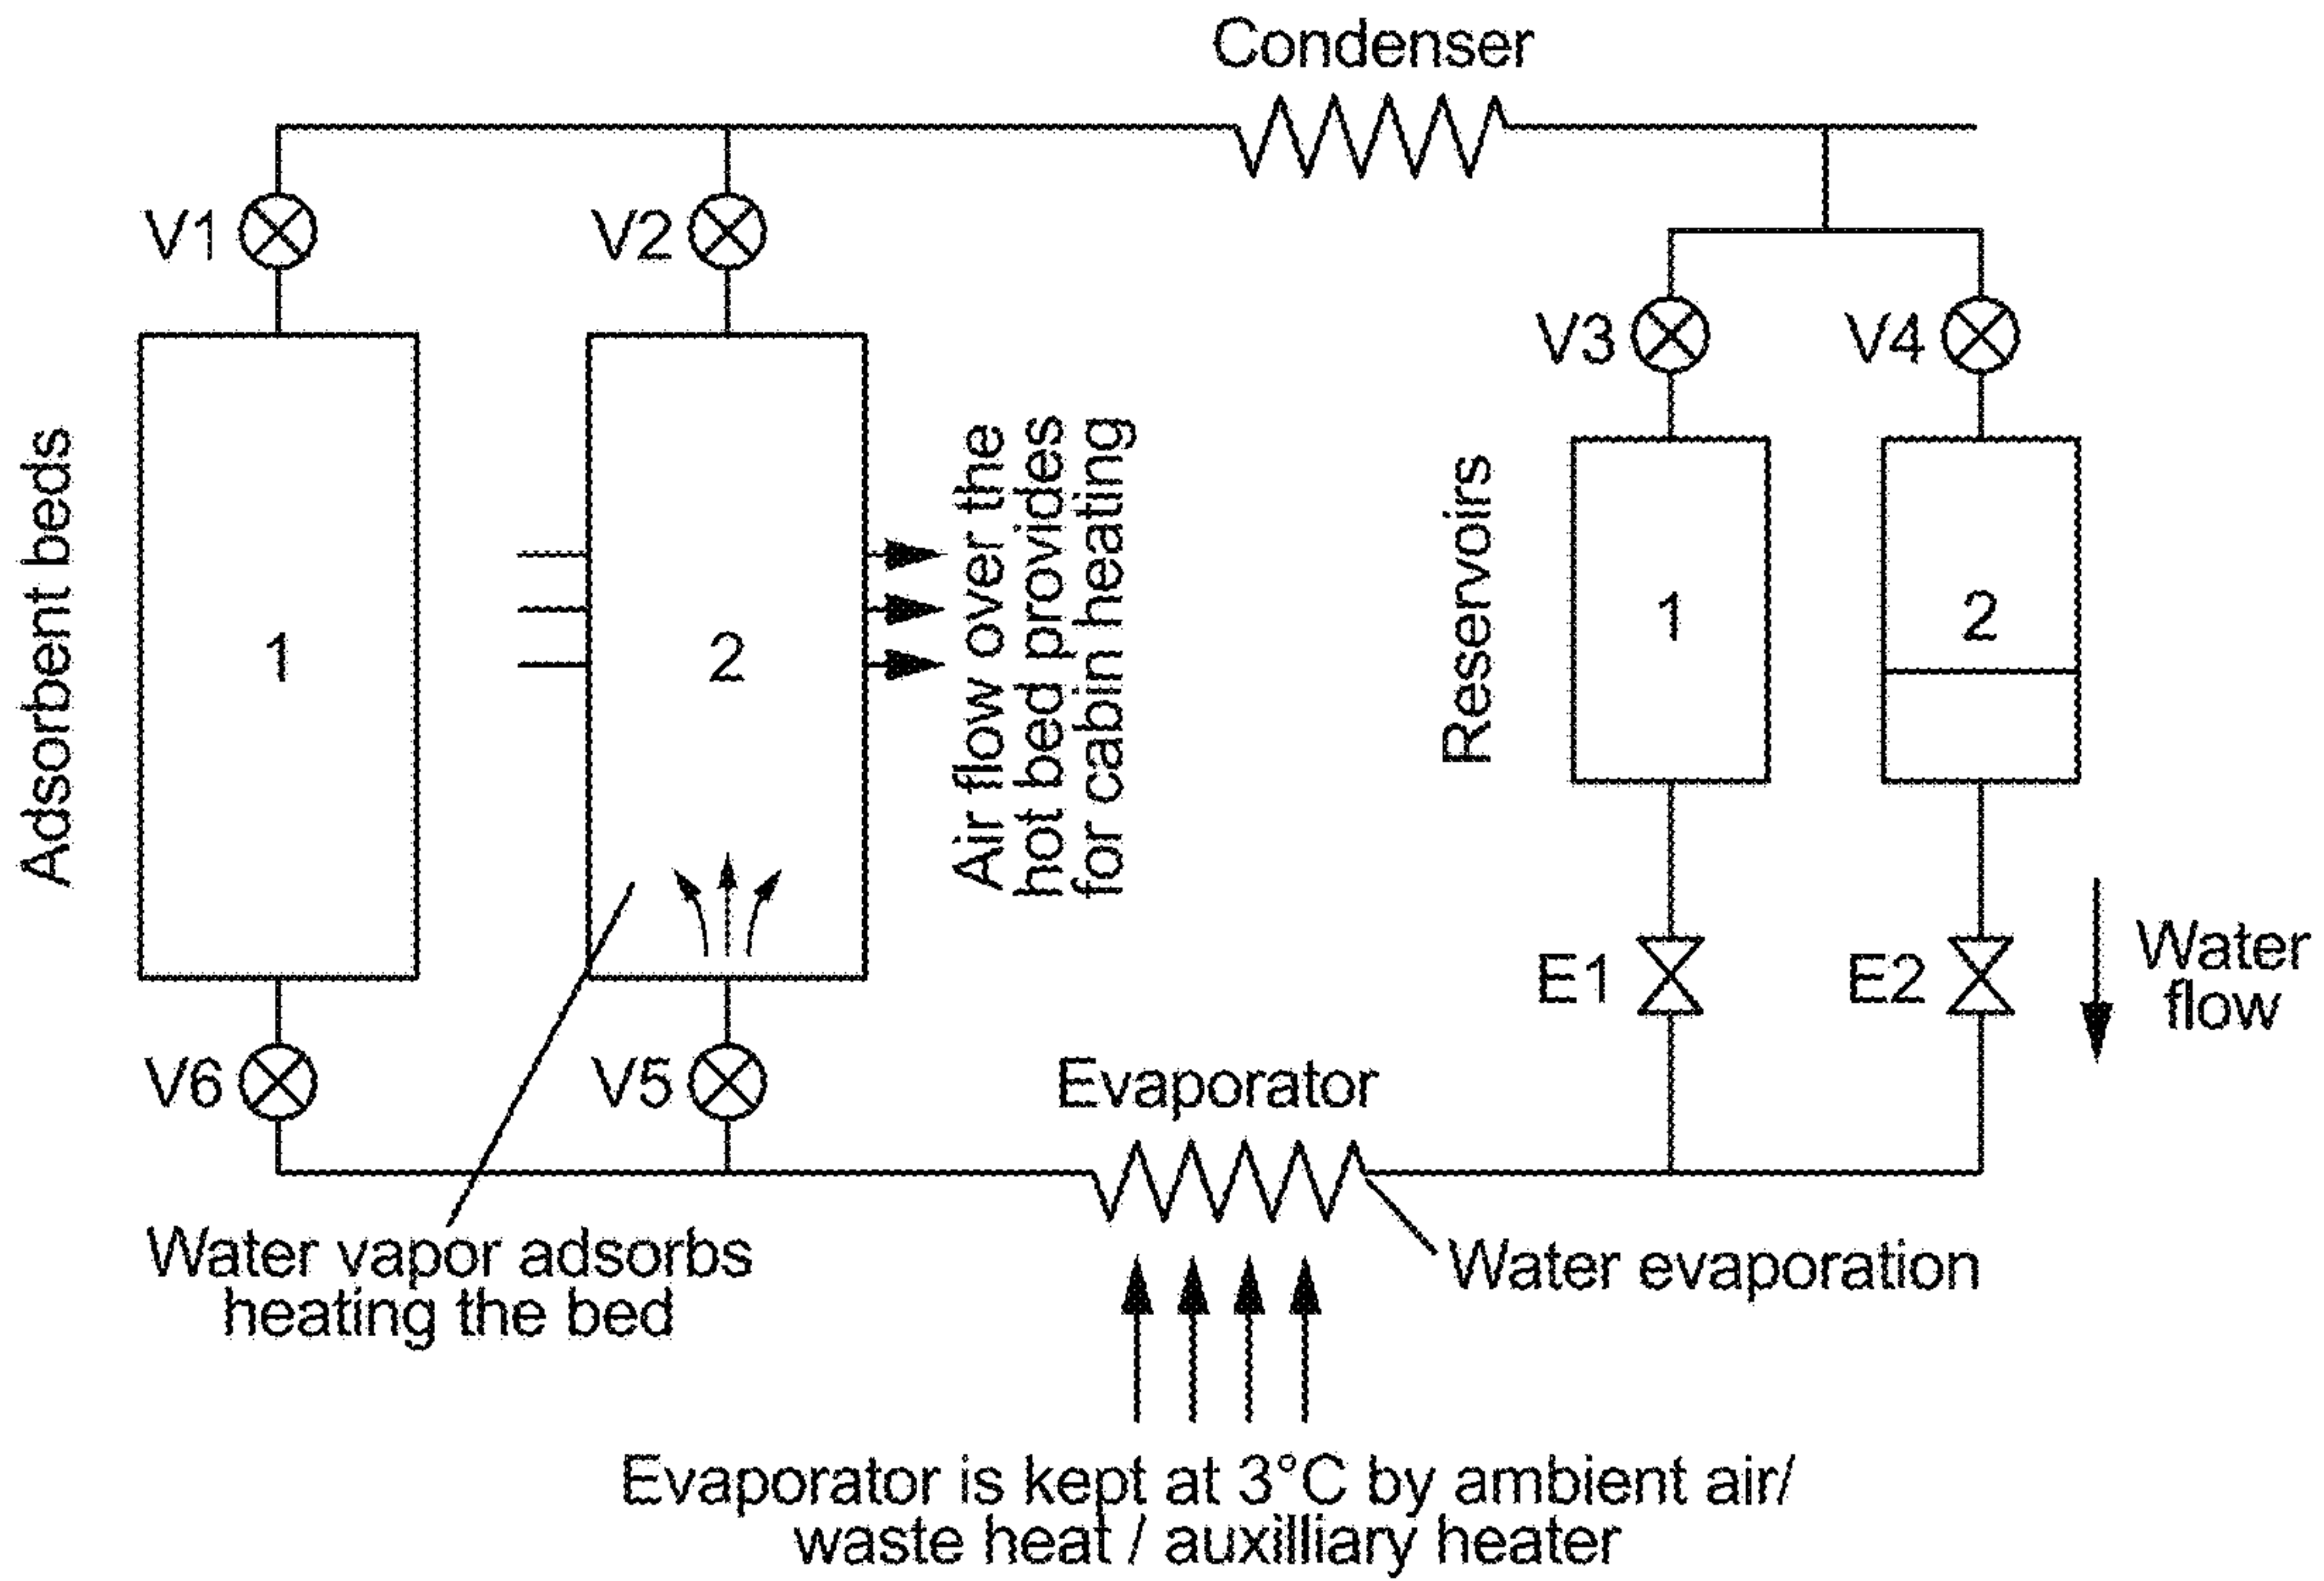 Condenser
V1
V2
V3
V4
Adsorbent beds
1
2
Air flow over the
hot bed provides
for cabin heating
Reservoirs
1
2
E1
E2
Water
flow
V6
V5
Evaporator
Water vapor adsorbs
heating the bed
Water evaporation
Evaporator is kept at 3°C by ambient air/
waste heat / auxilliary heater